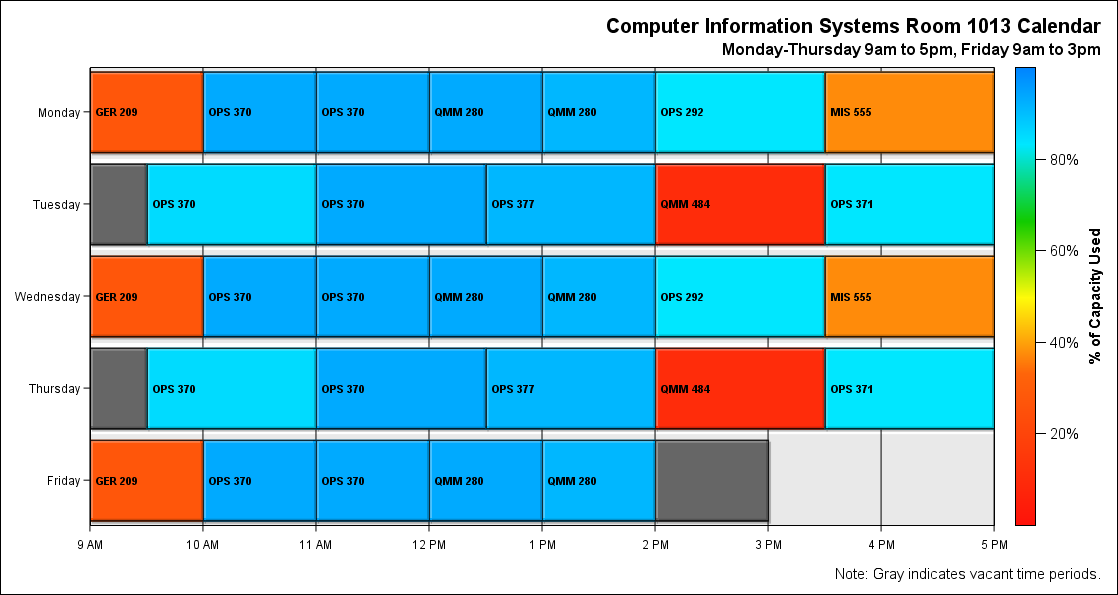 Computer Information Systems Room 1013 Calendar
Monday-Thursday 9am to 5pm, Friday 9am to 3pm
Monday GER 209 OPS 370 OPS 370 QMM 280 QMM 280 OPS 292 MIS 555
80%
Tuesday OPS 370 OPS 370 OPS 377 QMM 484 OPS 371
60%
Wednesday GER 209 OPS 370 OPS 370 QMM 280 QMM 280 OPS 292 MIS 555
% of Capacity Used
40%
Thursday OPS 370 OPS 370 OPS 377 QMM 484 OPS 371
20%
Friday GER 209 OPS 370 OPS 370 QMM 280 QMM 280
9 AM 10 AM 11 AM 12 PM 1 PM 2 PM 3 PM 4 PM 5 PM
Note: Gray indicates vacant time periods.